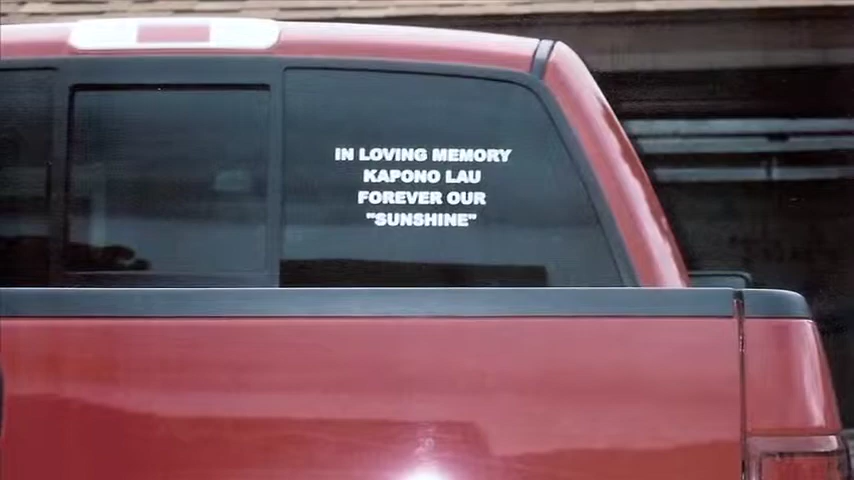 IN LOVING MEMORY
KAPONO LAU
FOREVER OUR
"SUNSHINE"